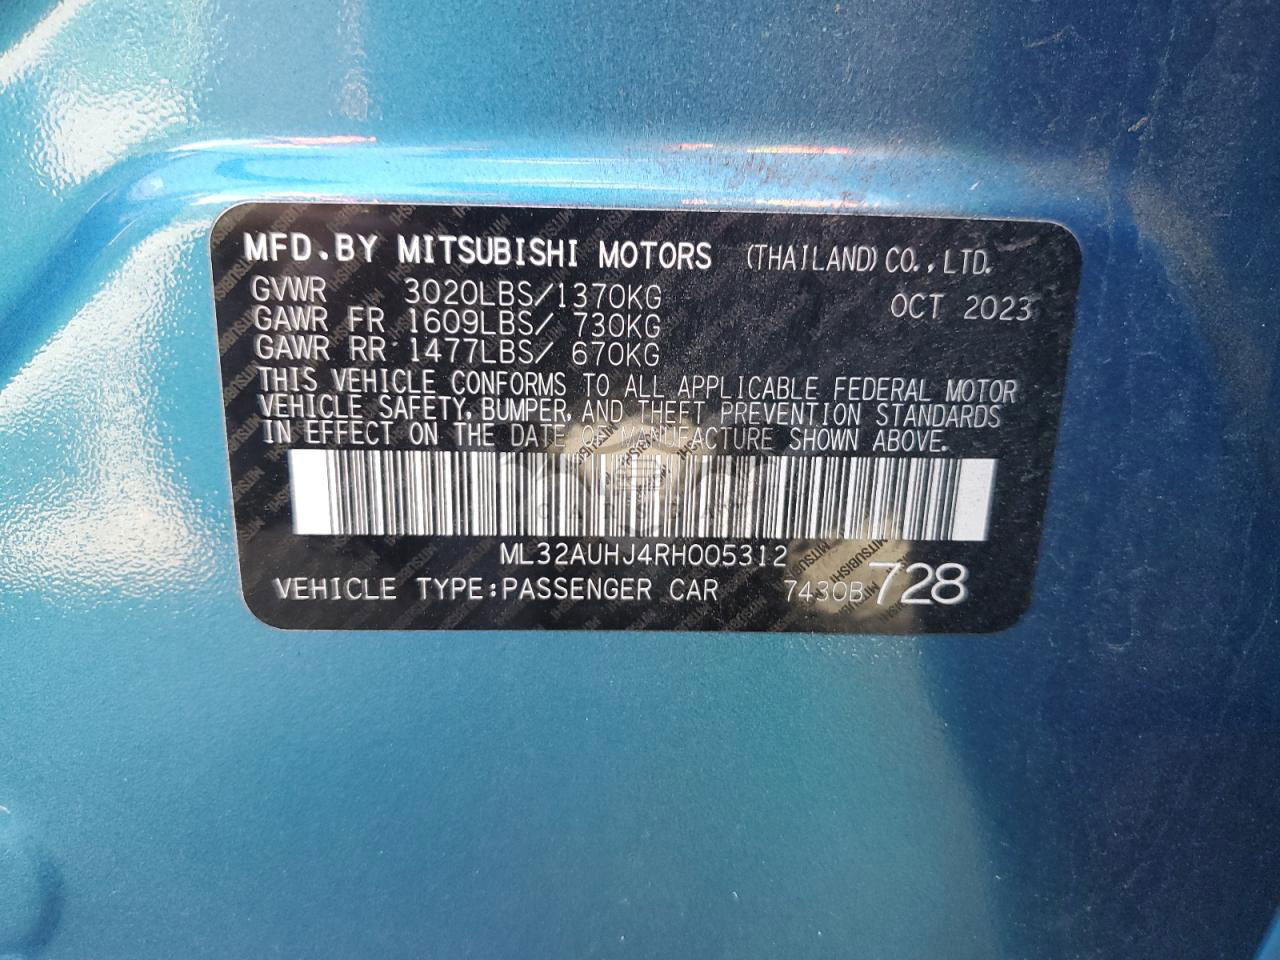 MFD.BY MITSUBISHI MOTORS (THAILAND) CO., LTD.
GVWR 3020LBS/1370KG OCT 2023
GAWR FR 1609LBS/ 730KG
GAWR RR 1477LBS/ 670KG
THIS VEHICLE CONFORMS TO ALL APPLICABLE FEDERAL MOTOR
VEHICLE SAFETY, BUMPER, AND THEFT PREVENTION STANDARDS
IN EFFECT ON THE DATE OF MANUFACTURE SHOWN ABOVE.
ML32AUHJ4RH005312
VEHICLE TYPE:PASSENGER CAR 7430B 728